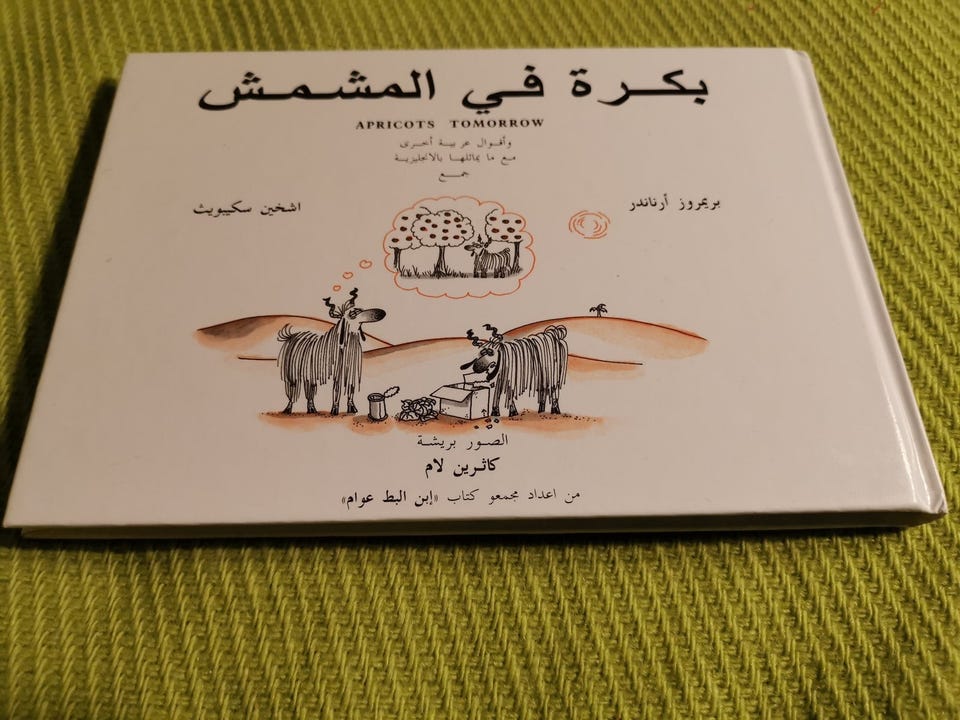 بكرة في المشمش
APRICOTS TOMORROW
وأقوال عربية أخرى
مع ما يماثلها بالانجليزية
جمع
بريمروز أرناندر
اشخين سكيبويث
الصور بريشة
كاثرين لام
من اعداد مجمعو كتاب «إبن البط عوام»